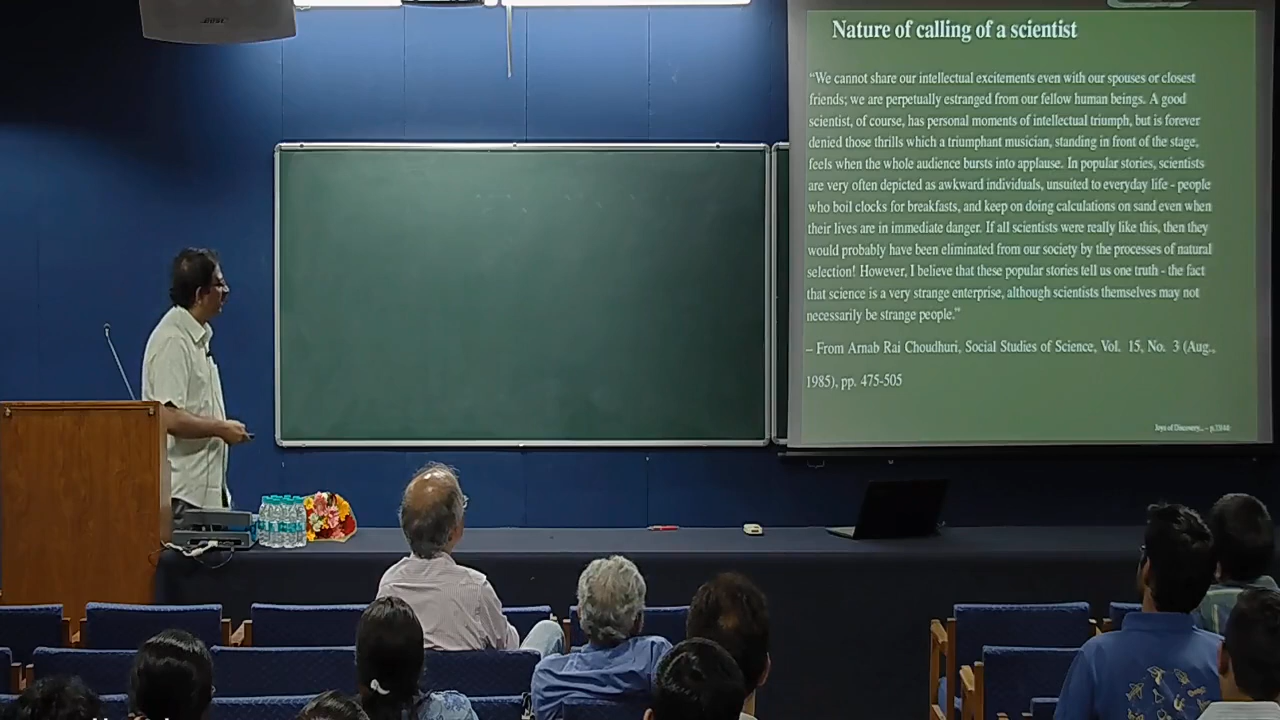 BOSE
Nature of calling of a scientist
“We cannot share our intellectual excitements even with our spouses or closest
friends; we are perpetually estranged from our fellow human beings. A good
scientist, of course, has personal moments of intellectual triumph, but is forever
denied those thrills which a triumphant musician, standing in front of the stage,
feels when the whole audience bursts into applause. In popular stories, scientists
are very often depicted as awkward individuals, unsuited to everyday life - people
who boil clocks for breakfasts, and keep on doing calculations on sand even when
their lives are in immediate danger. If all scientists were really like this, then they
would probably have been eliminated from our society by the processes of natural
selection! However, I believe that these popular stories tell us one truth - the fact
that science is a very strange enterprise, although scientists themselves may not
necessarily be strange people.”
– From Arnab Rai Choudhuri, Social Studies of Science, Vol. 15, No. 3 (Aug.,
1985), pp. 475-505
Joys of Discovery... –